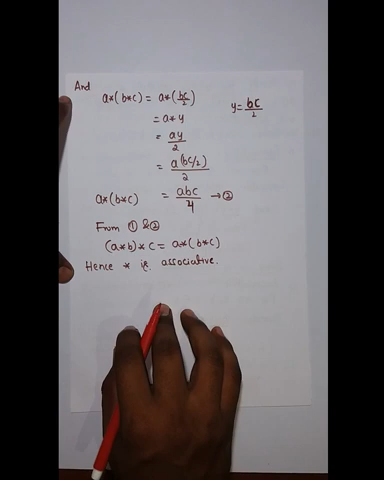 And
a*(b*c) = a*(bc/2)
y = bc/2
= a*y
= ay/2
= a(bc/2)/2
a*(b*c) = abc/4 → ②
From ① & ②
(a*b)*c = a*(b*c)
Hence * is associative.